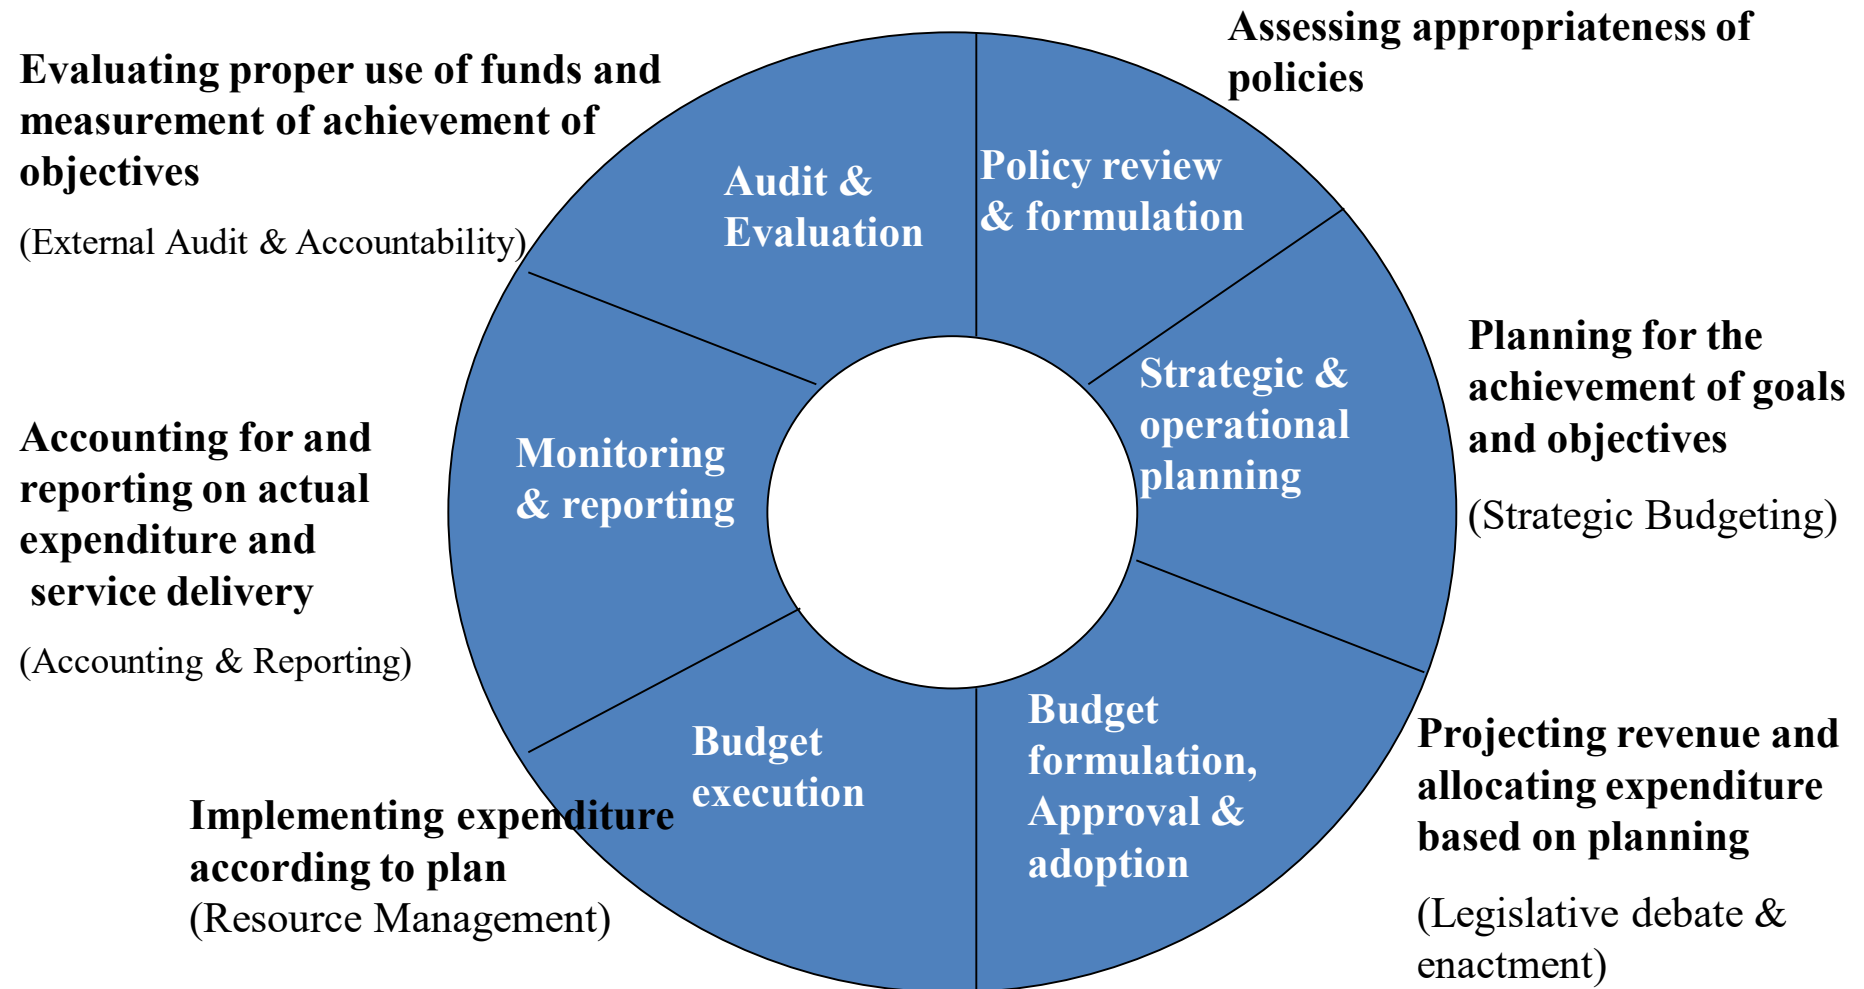 Assessing appropriateness of
policies
Evaluating proper use of funds and
measurement of achievement of
objectives
(External Audit & Accountability)
Audit &
Evaluation
Policy review
& formulation
Strategic &
operational
planning
Planning for the
achievement of goals
and objectives
(Strategic Budgeting)
Accounting for and
reporting on actual
expenditure and
service delivery
(Accounting & Reporting)
Monitoring
& reporting
Budget
execution
Implementing expenditure
according to plan
(Resource Management)
Budget
formulation,
Approval &
adoption
Projecting revenue and
allocating expenditure
based on planning
(Legislative debate &
enactment)